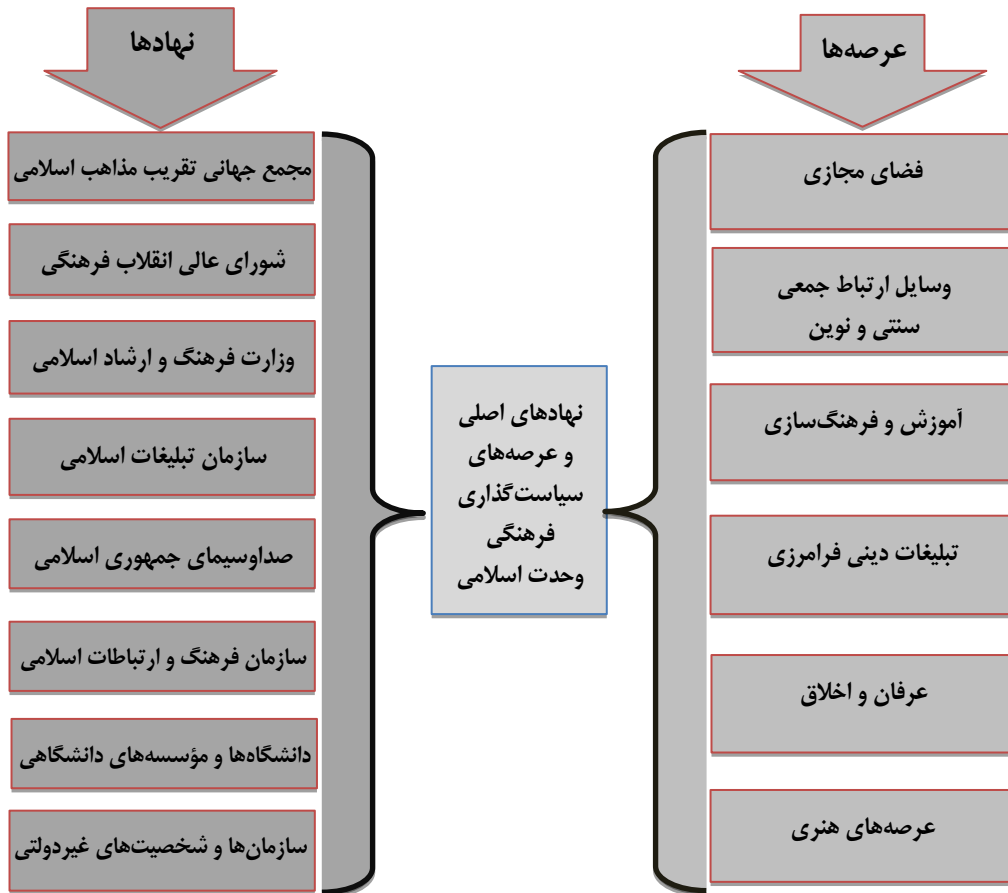 عرصه‌ها
فضای مجازی
وسایل ارتباط جمعی
سنتی و نوین
آموزش و فرهنگ‌سازی
تبلیغات دینی فرامرزی
عرفان و اخلاق
عرصه‌های هنری
نهادهای اصلی
و عرصه‌های
سیاست‌گذاری
فرهنگی
وحدت اسلامی
نهادها
مجمع جهانی تقریب مذاهب اسلامی
شورای عالی انقلاب فرهنگی
وزارت فرهنگ و ارشاد اسلامی
سازمان تبلیغات اسلامی
صداوسیمای جمهوری اسلامی
سازمان فرهنگ و ارتباطات اسلامی
دانشگاه‌ها و مؤسسه‌های دانشگاهی
سازمان‌ها و شخصیت‌های غیردولتی